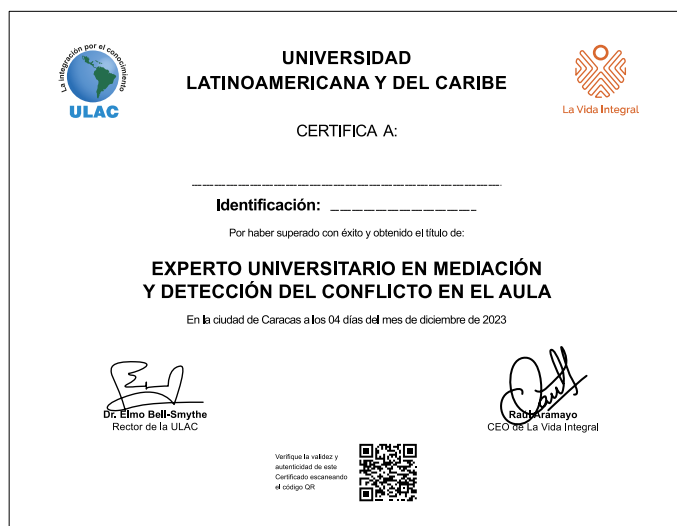 La integración por el conocimiento
ULAC
UNIVERSIDAD
LATINOAMERICANA Y DEL CARIBE
La Vida Integral
CERTIFICA A:
Identificación:
Por haber superado con éxito y obtenido el título de:
EXPERTO UNIVERSITARIO EN MEDIACIÓN
Y DETECCIÓN DEL CONFLICTO EN EL AULA
En la ciudad de Caracas a los 04 días del mes de diciembre de 2023
Dr. Elmo Bell-Smythe
Rector de la ULAC
Raúl Aramayo
CEO de La Vida Integral
Verifique la validez y
autenticidad de este
Certificado escaneando
el código QR